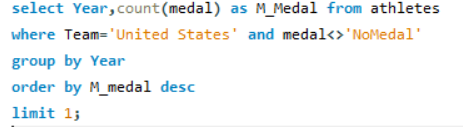 select Year,count(medal) as M_Medal from athletes
where Team='United States' and medal<>'NoMedal'
group by Year
order by M_medal desc
limit 1;